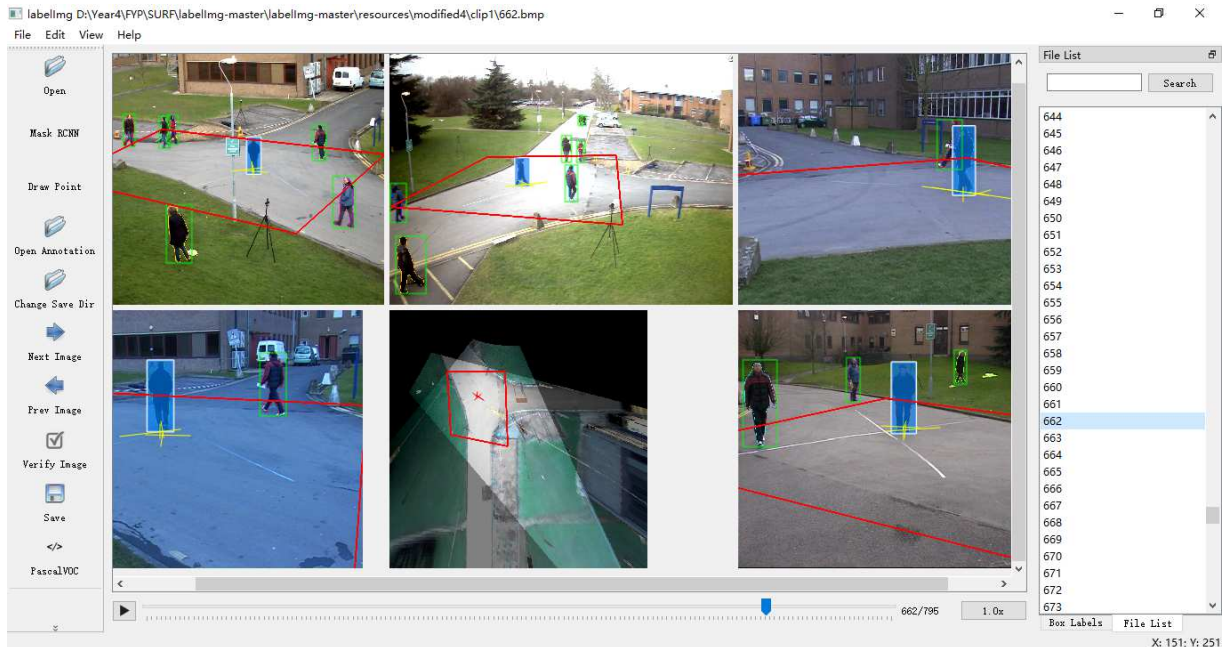 labelImg D:\Year4\FYP\SURF\labelImg-master\labelImg-master\resources\modified4\clip1\662.bmp
File Edit View Help
Open
Mask RCNN
Draw Point
Open Annotation
Change Save Dir
Next Image
Prev Image
Verify Image
Save
</>
PascalVOC
662/795
1.0x
File List
Search
644
645
646
647
648
649
650
651
652
653
654
655
656
657
658
659
660
661
662
663
664
665
666
667
668
669
670
671
672
673
Box Labels File List
X: 151; Y: 251